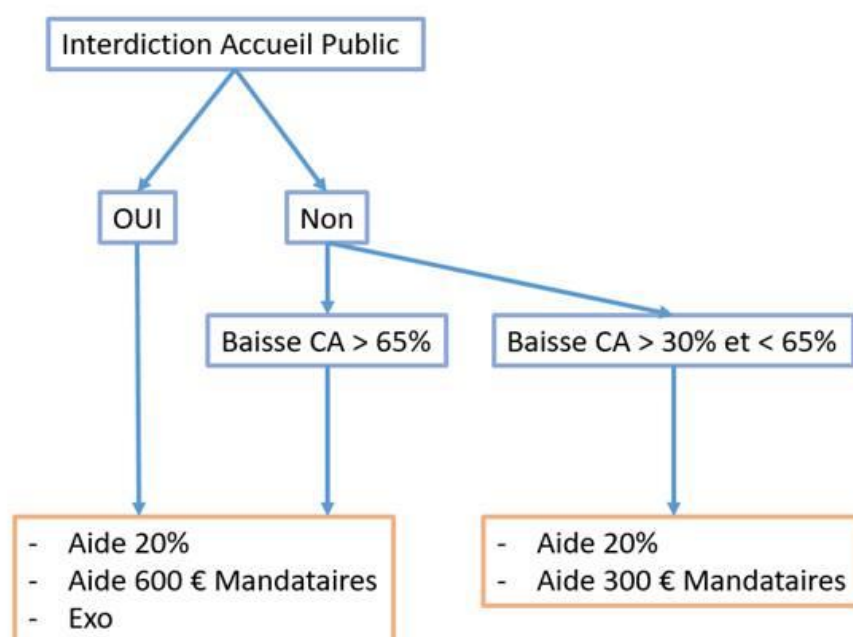 Interdiction Accueil Public
OUI
Non
Baisse CA > 65%
Baisse CA > 30% et < 65%
- Aide 20%
- Aide 600 € Mandataires
- Exo
- Aide 20%
- Aide 300 € Mandataires